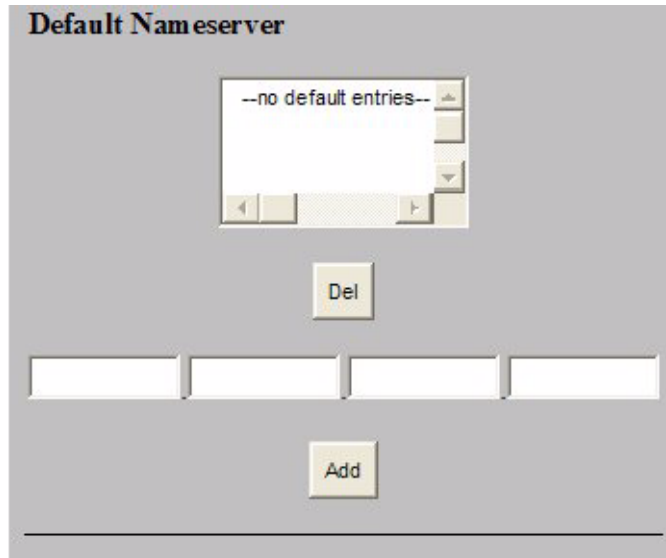 Default Nameserver
--no default entries--
Del
. . .
Add